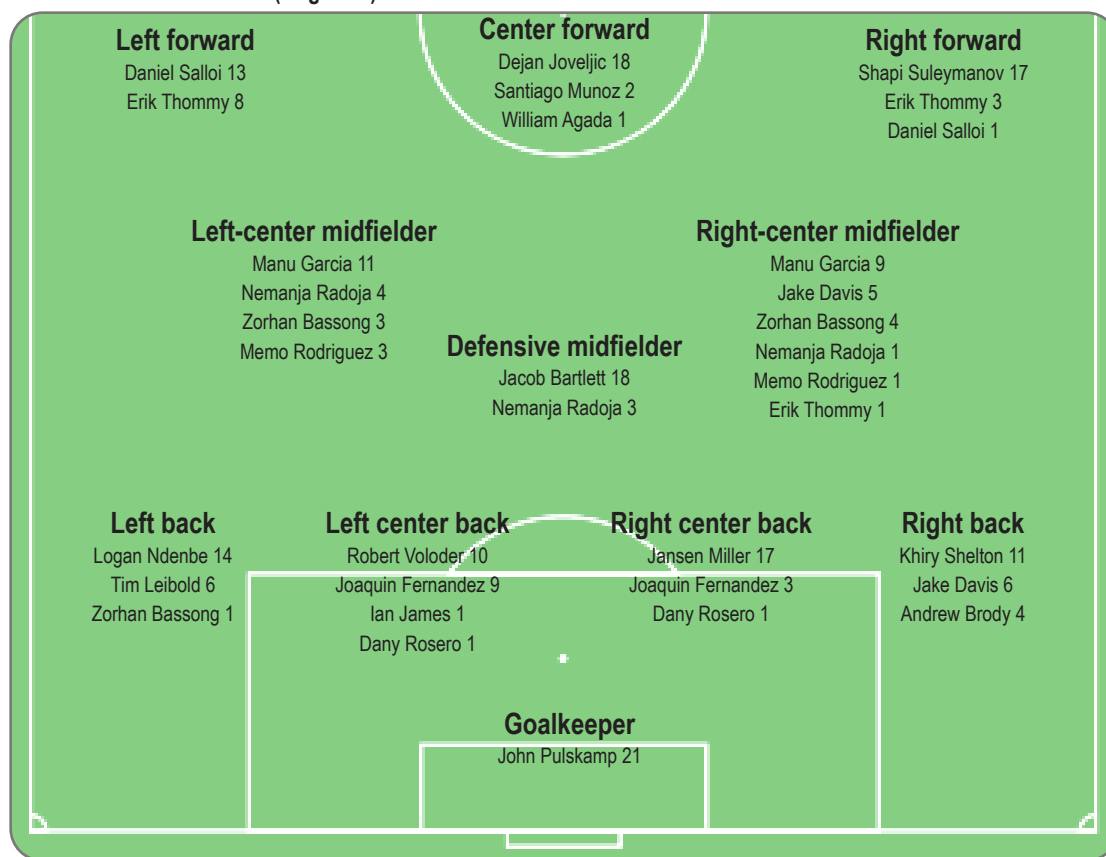 Left forward
Daniel Salloi 13
Erik Thommy 8
Center forward
Dejan Joveljic 18
Santiago Munoz 2
William Agada 1
Right forward
Shapi Suleymanov 17
Erik Thommy 3
Daniel Salloi 1
Left-center midfielder
Manu Garcia 11
Nemanja Radoja 4
Zorhan Bassong 3
Memo Rodriguez 3
Defensive midfielder
Jacob Bartlett 18
Nemanja Radoja 3
Right-center midfielder
Manu Garcia 9
Jake Davis 5
Zorhan Bassong 4
Nemanja Radoja 1
Memo Rodriguez 1
Erik Thommy 1
Left back
Logan Ndenbe 14
Tim Leibold 6
Zorhan Bassong 1
Left center back
Robert Voloder 10
Joaquin Fernandez 9
Ian James 1
Dany Rosero 1
Right center back
Jansen Miller 17
Joaquin Fernandez 3
Dany Rosero 1
Right back
Khiry Shelton 11
Jake Davis 6
Andrew Brody 4
Goalkeeper
John Pulskamp 21